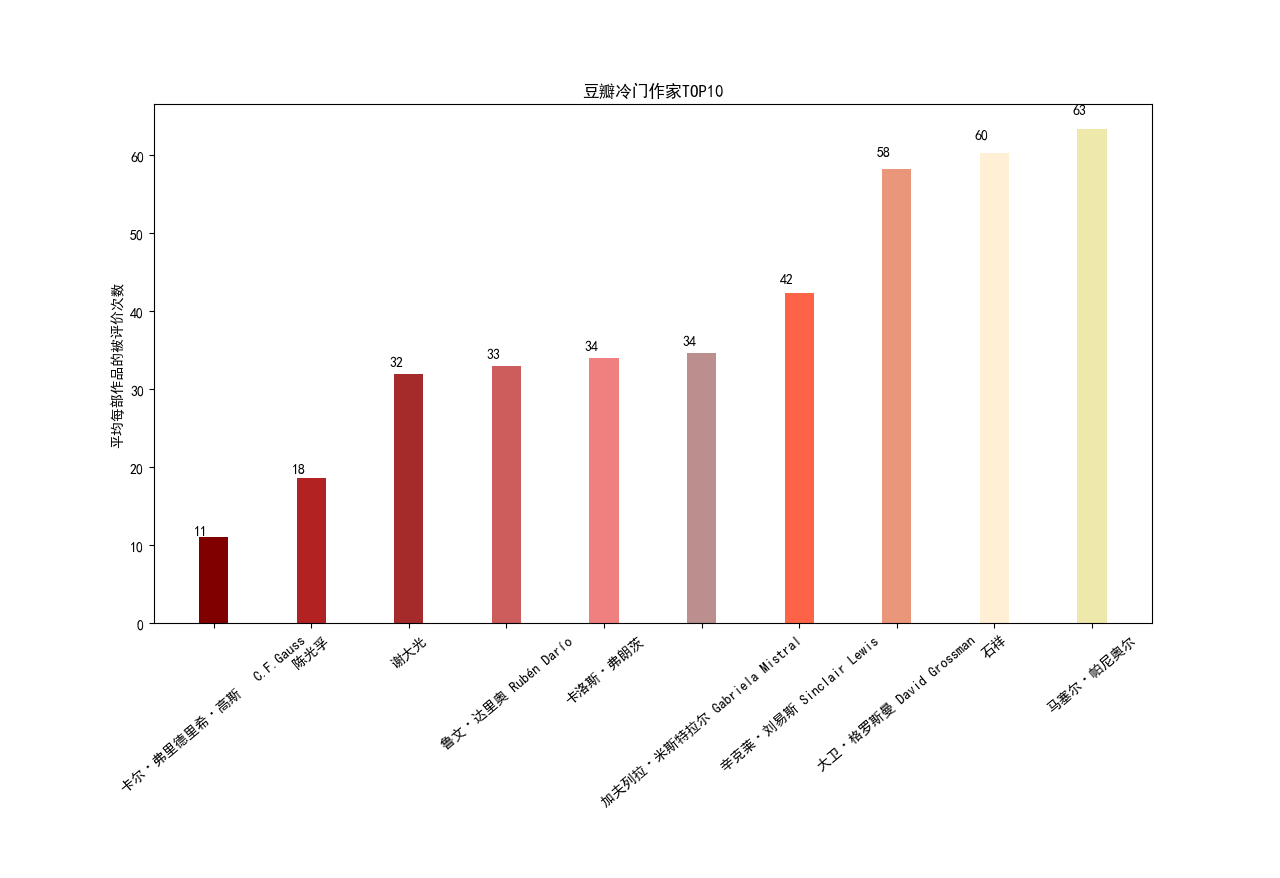 豆瓣冷门作家TOP10
平均每部作品的被评价次数
60
50
40
30
20
10
0
11
18
32
33
34
34
42
58
60
63
卡尔·弗里德里希·高斯 C.F.Gauss
陈光孚
谢大光
鲁文·达里奥 Rubén Darío
卡洛斯·弗朗茨
加夫列拉·米斯特拉尔 Gabriela Mistral
辛克莱·刘易斯 Sinclair Lewis
大卫·格罗斯曼 David Grossman
石祥
马塞尔·帕尼奥尔